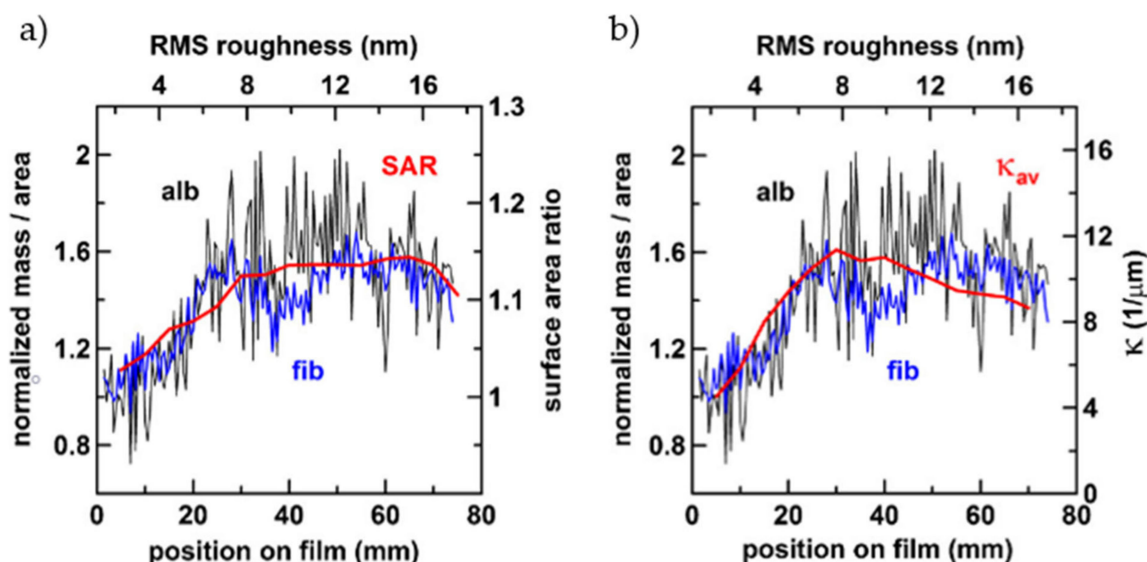 a)
RMS roughness (nm)
4 8 12 16
normalized mass / area
2
1.6
1.2
0.8
alb
SAR
fib
1.3
1.2
1.1
1
surface area ratio
0 20 40 60 80
position on film (mm)
b)
RMS roughness (nm)
4 8 12 16
normalized mass / area
2
1.6
1.2
0.8
alb
κav
fib
16
12
8
4
0
κ (1/μm)
0 20 40 60 80
position on film (mm)